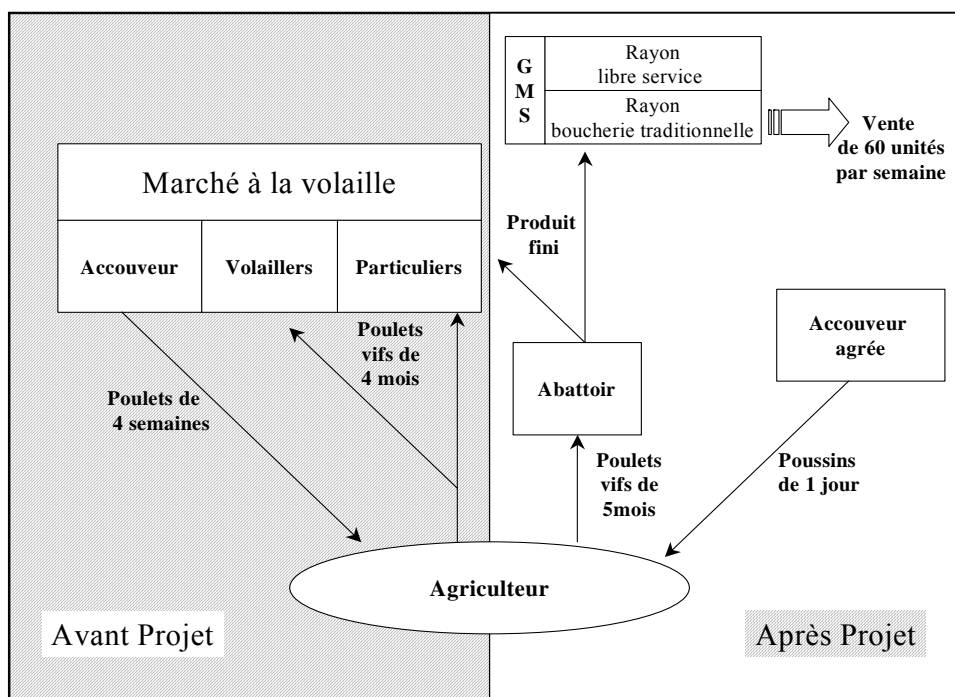 Marché à la volaille
Accouveur
Volaillers
Particuliers
Poulets de
4 semaines
Poulets
vifs de
4 mois
Avant Projet
G
M
S
Rayon
libre service
Rayon
boucherie traditionnelle
Vente
de 60 unités
par semaine
Produit
fini
Abattoir
Accouveur
agrée
Poulets
vifs de
5mois
Poussins
de 1 jour
Agriculteur
Après Projet